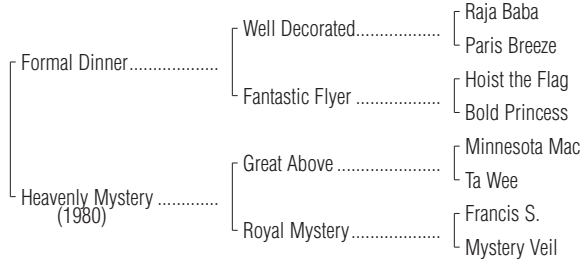 Raja Baba
Well Decorated...................
Paris Breeze
Formal Dinner...................
Hoist the Flag
Fantastic Flyer ...................
Bold Princess
Minnesota Mac
Great Above ......................
Ta Wee
Heavenly Mystery .............
(1980)
Francis S.
Royal Mystery....................
Mystery Veil